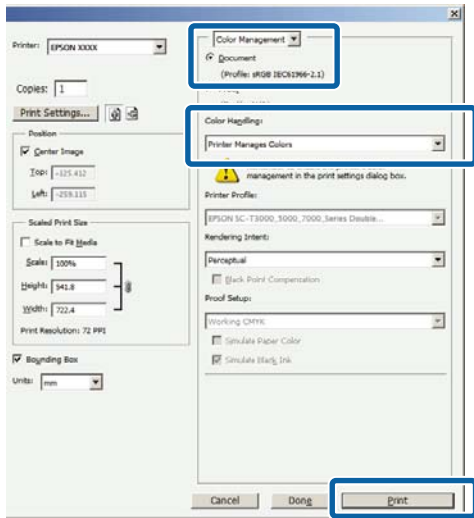 Printer: EPSON XXXX
Copies: 1
Print Settings...
Position
Center Image
Top: -125.412
Left: -259.115
Scaled Print Size
Scale to Fit Media
Scale: 100%
Height: 541.8
Width: 722.4
Print Resolution: 72 PPI
Bounding Box
Units: mm
Color Management
Document
(Profile: sRGB IEC61966-2.1)
Color Handling:
Printer Manages Colors
management in the print settings dialog box.
Printer Profile:
EPSON SC-T3000_5000_7000_Series Double...
Rendering Intent:
Perceptual
Black Point Compensation
Proof Setup:
Working CMYK
Simulate Paper Color
Simulate Black Ink
Cancel
Done
Print